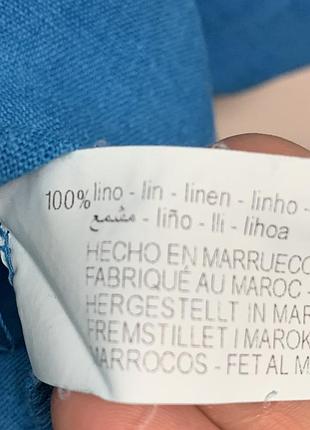 100% lino - lin - linen - linho -
- liño - lli - lihoa
HECHO EN MARRUECO
FABRIQUÉ AU MAROC -
HERGESTELLT IN MAR
FREMSTILLET I MAROK
MARROCOS - FET AL M